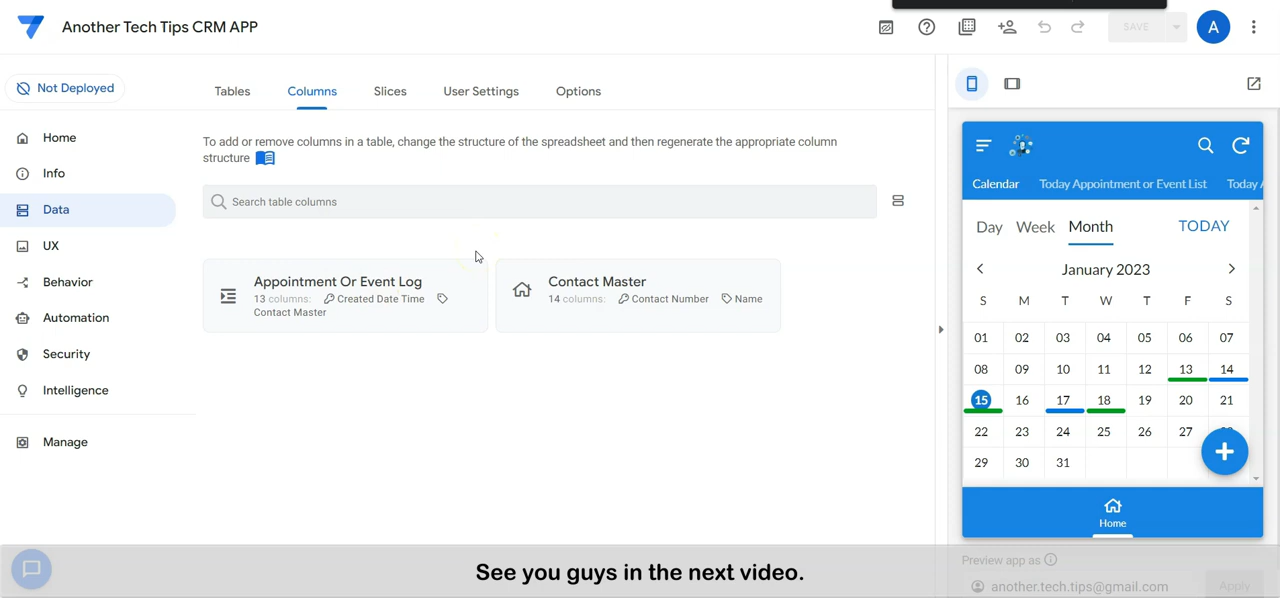 Another Tech Tips CRM APP
SAVE
A
Not Deployed
Tables
Columns
Slices
User Settings
Options
Home
Info
Data
UX
Behavior
Automation
Security
Intelligence
Manage
To add or remove columns in a table, change the structure of the spreadsheet and then regenerate the appropriate column
structure
Search table columns
Appointment Or Event Log
13 columns: Created Date Time
Contact Master
Contact Master
14 columns: Contact Number Name
Calendar Today Appointment or Event List Today
Day Week Month TODAY
January 2023
S M T W T F S
01 02 03 04 05 06 07
08 09 10 11 12 13 14
15 16 17 18 19 20 21
22 23 24 25 26 27
29 30 31
Home
Preview app as
another.tech.tips@gmail.com Apply
See you guys in the next video.